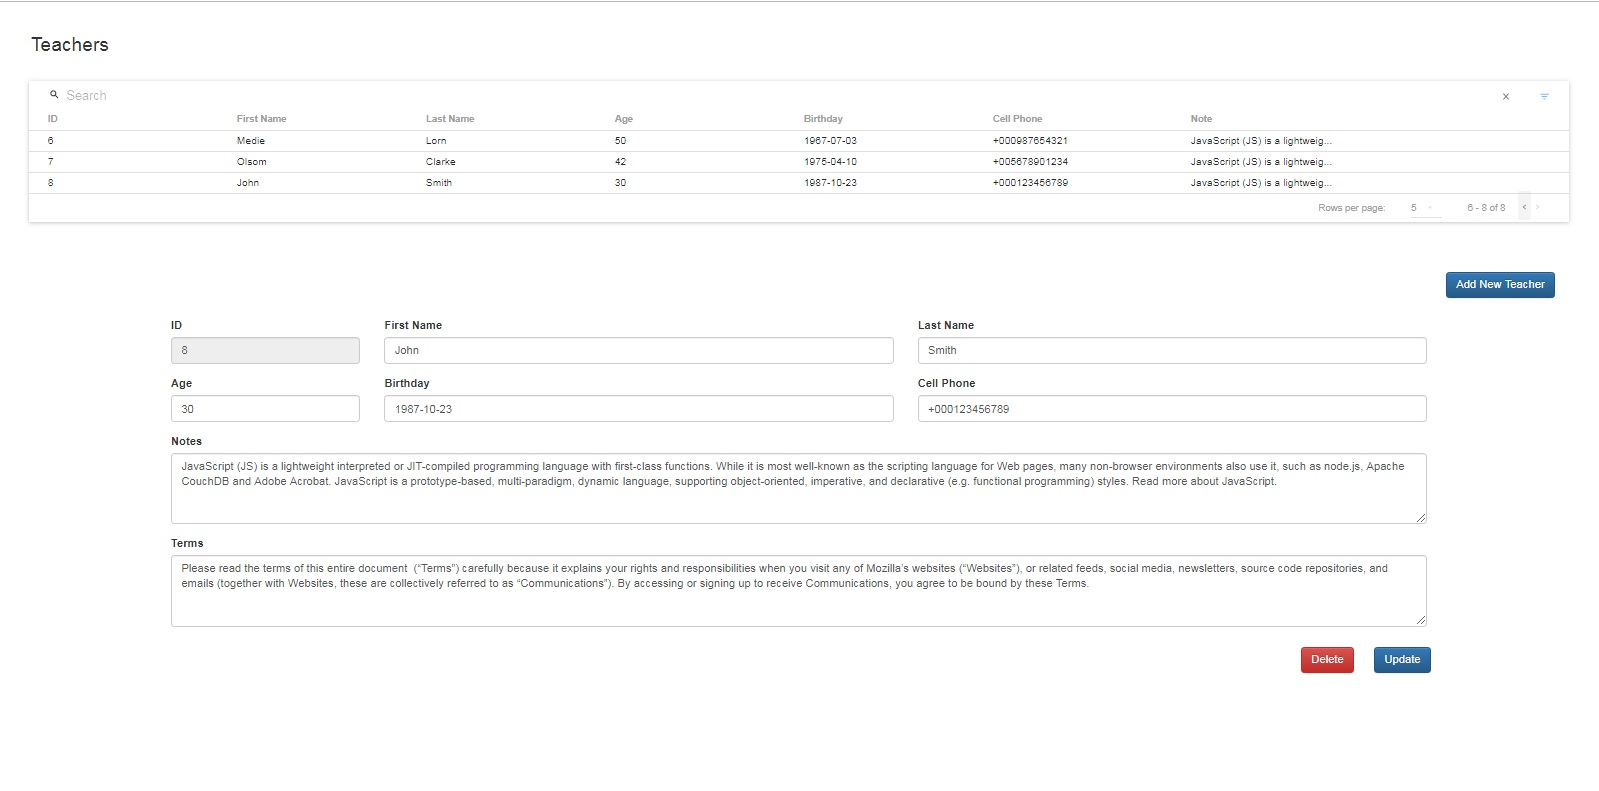 Teachers
Search
ID First Name Last Name Age Birthday Cell Phone Note
6 Medie Lorn 50 1967-07-03 +000987654321 JavaScript (JS) is a lightweig...
7 Olsom Clarke 42 1975-04-10 +005678901234 JavaScript (JS) is a lightweig...
8 John Smith 30 1987-10-23 +000123456789 JavaScript (JS) is a lightweig...
Rows per page: 5 6 - 8 of 8
Add New Teacher
ID First Name Last Name
8 John Smith
Age Birthday Cell Phone
30 1987-10-23 +000123456789
Notes
JavaScript (JS) is a lightweight interpreted or JIT-compiled programming language with first-class functions. While it is most well-known as the scripting language for Web pages, many non-browser environments also use it, such as node.js, Apache
CouchDB and Adobe Acrobat. JavaScript is a prototype-based, multi-paradigm, dynamic language, supporting object-oriented, imperative, and declarative (e.g. functional programming) styles. Read more about JavaScript.
Terms
Please read the terms of this entire document  (“Terms”) carefully because it explains your rights and responsibilities when you visit any of Mozilla’s websites (“Websites”), or related feeds, social media, newsletters, source code repositories, and
emails (together with Websites, these are collectively referred to as “Communications”). By accessing or signing up to receive Communications, you agree to be bound by these Terms.
Delete Update